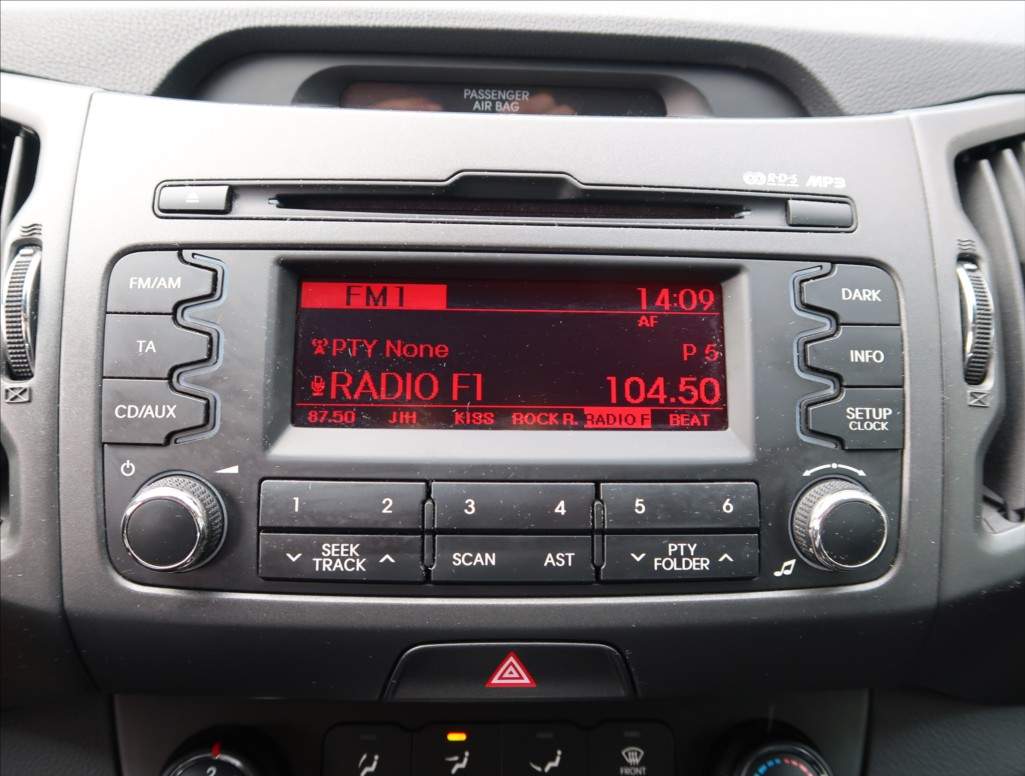 PASSENGER
AIR BAG
R·D·S MP3
FM/AM
TA
CD/AUX
FM1 14:09
AF
PTY None P 5
RADIO F1 104.50
87.50 JIH KISS ROCK R. RADIO F BEAT
DARK
INFO
SETUP
CLOCK
1 2 3 4 5 6
SEEK
TRACK
SCAN AST
PTY
FOLDER
2
FRONT